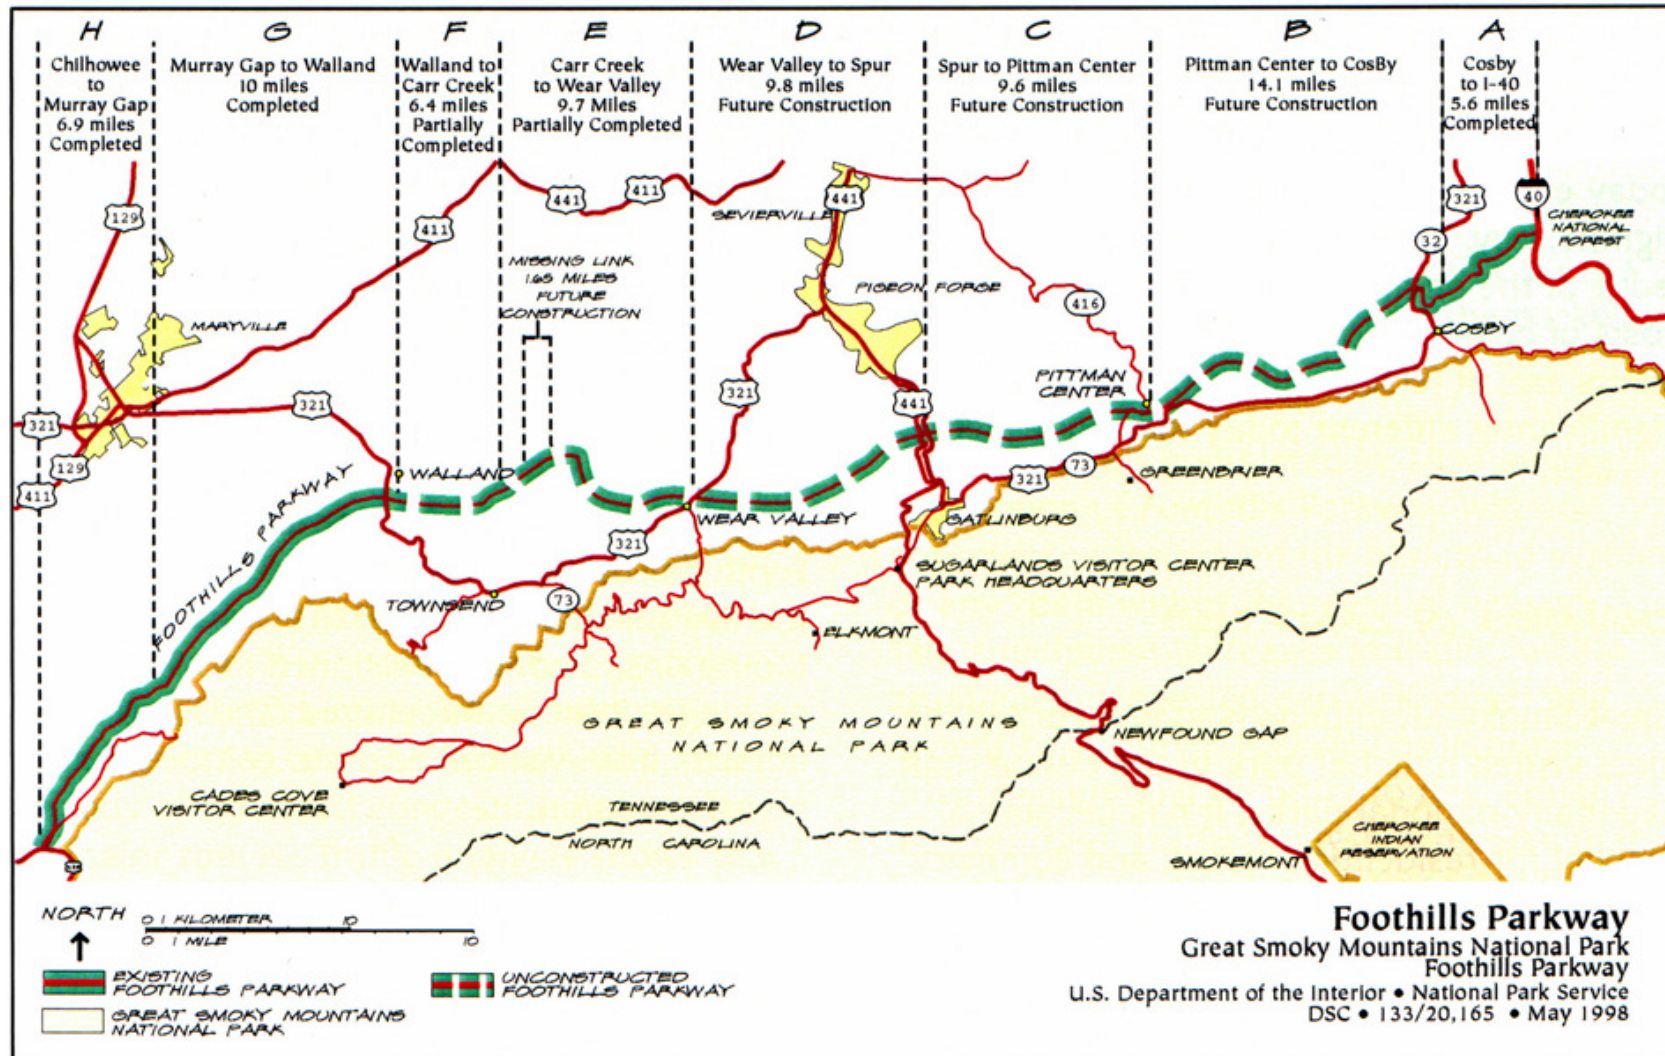 H
G
F
E
D
C
B
A
Chilhowee
to
Murray Gap
6.9 miles
Completed
Murray Gap to Walland
10 miles
Completed
Walland to
Carr Creek
6.4 miles
Partially
Completed
Carr Creek
to Wear Valley
9.7 Miles
Partially Completed
Wear Valley to Spur
9.8 miles
Future Construction
Spur to Pittman Center
9.6 miles
Future Construction
Pittman Center to CosBy
14.1 miles
Future Construction
Cosby
to I-40
5.6 miles
Completed
129
411
441
411
SEVIERVILLE
441
321
40
CHEROKEE
NATIONAL
FOREST
32
MISSING LINK
1.65 MILES
FUTURE
CONSTRUCTION
PIGEON FORGE
416
MARYVILLE
COSBY
PITTMAN
CENTER
321
321
321
441
129
411
WALLAND
321
73
GREENBRIER
FOOTHILLS PARKWAY
WEAR VALLEY
GATLINBURG
321
SUGARLANDS VISITOR CENTER
PARK HEADQUARTERS
TOWNSEND
73
ELKMONT
GREAT SMOKY MOUNTAINS
NATIONAL PARK
NEWFOUND GAP
CADES COVE
VISITOR CENTER
TENNESSEE
NORTH CAROLINA
CHEROKEE
INDIAN
RESERVATION
SMOKEMONT
NORTH
0 1 KILOMETER 10
0 1 MILE 10
EXISTING
FOOTHILLS PARKWAY
UNCONSTRUCTED
FOOTHILLS PARKWAY
GREAT SMOKY MOUNTAINS
NATIONAL PARK
Foothills Parkway
Great Smoky Mountains National Park
Foothills Parkway
U.S. Department of the Interior • National Park Service
DSC • 133/20,165 • May 1998